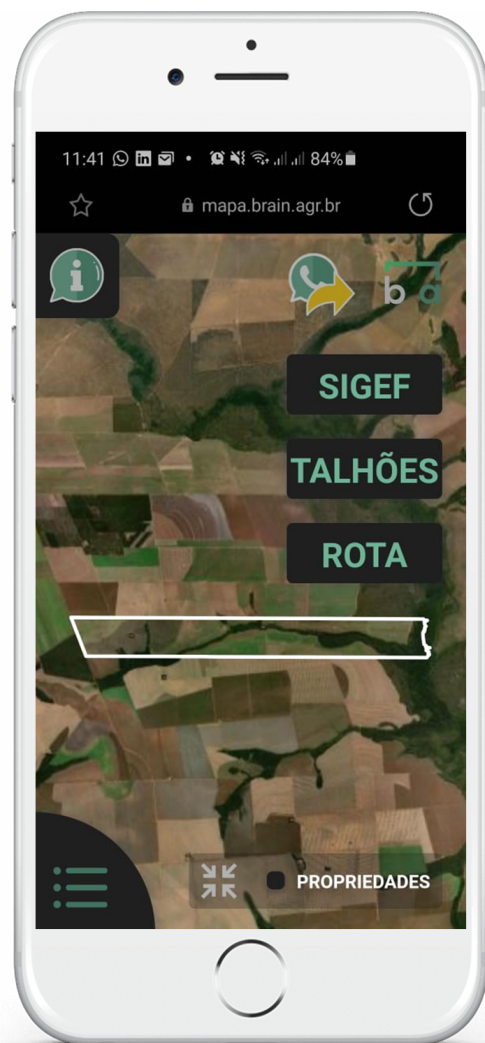 11:41 84%
mapa.brain.agr.br
i
b a
SIGEF
TALHÕES
ROTA
PROPRIEDADES